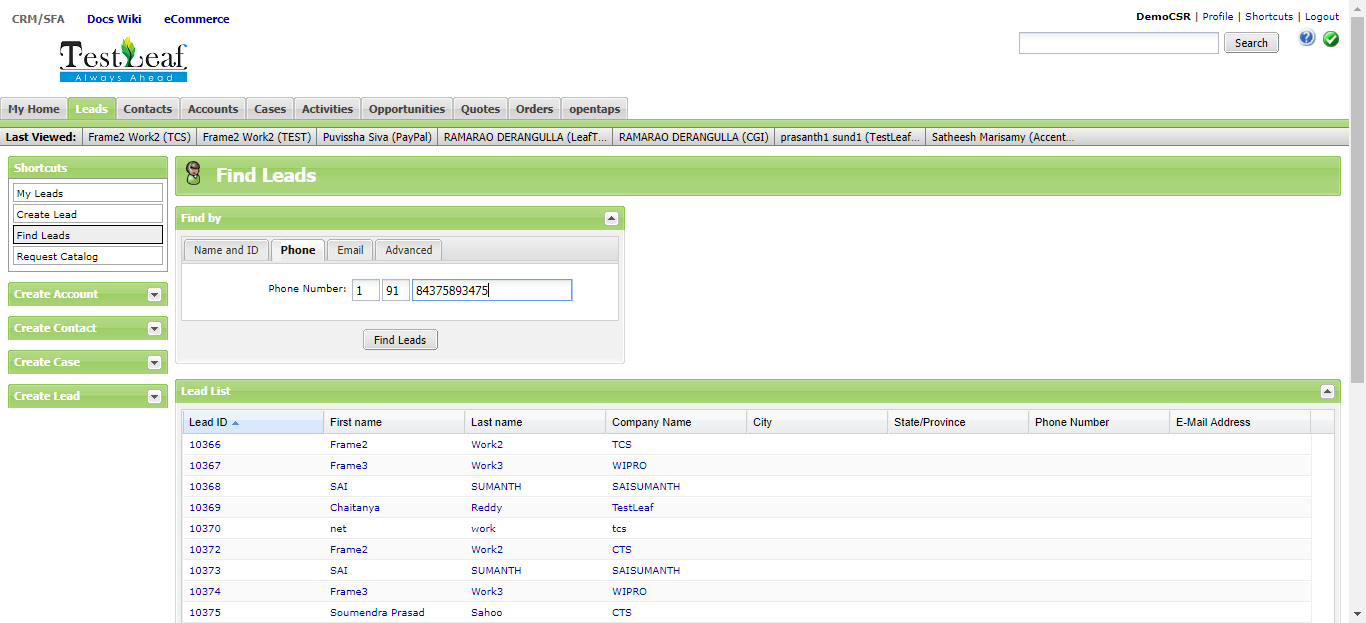 CRM/SFA Docs Wiki eCommerce
DemoCSR | Profile | Shortcuts | Logout
TestLeaf
Always Ahead
Search
My Home Leads Contacts Accounts Cases Activities Opportunities Quotes Orders opentaps
Last Viewed: Frame2 Work2 (TCS) Frame2 Work2 (TEST) Puvissha Siva (PayPal) RAMARAO DERANGULLA (LeafT... RAMARAO DERANGULLA (CGI) prasanth1 sund1 (TestLeaf... Satheesh Marisamy (Accent...
Shortcuts
My Leads
Create Lead
Find Leads
Request Catalog
Create Account
Create Contact
Create Case
Create Lead
Find Leads
Find by
Name and ID Phone Email Advanced
Phone Number: 1 91 84375893475
Find Leads
Lead List
Lead ID First name Last name Company Name City State/Province Phone Number E-Mail Address
10366 Frame2 Work2 TCS
10367 Frame3 Work3 WIPRO
10368 SAI SUMANTH SAISUMANTH
10369 Chaitanya Reddy TestLeaf
10370 net work tcs
10372 Frame2 Work2 CTS
10373 SAI SUMANTH SAISUMANTH
10374 Frame3 Work3 WIPRO
10375 Soumendra Prasad Sahoo CTS